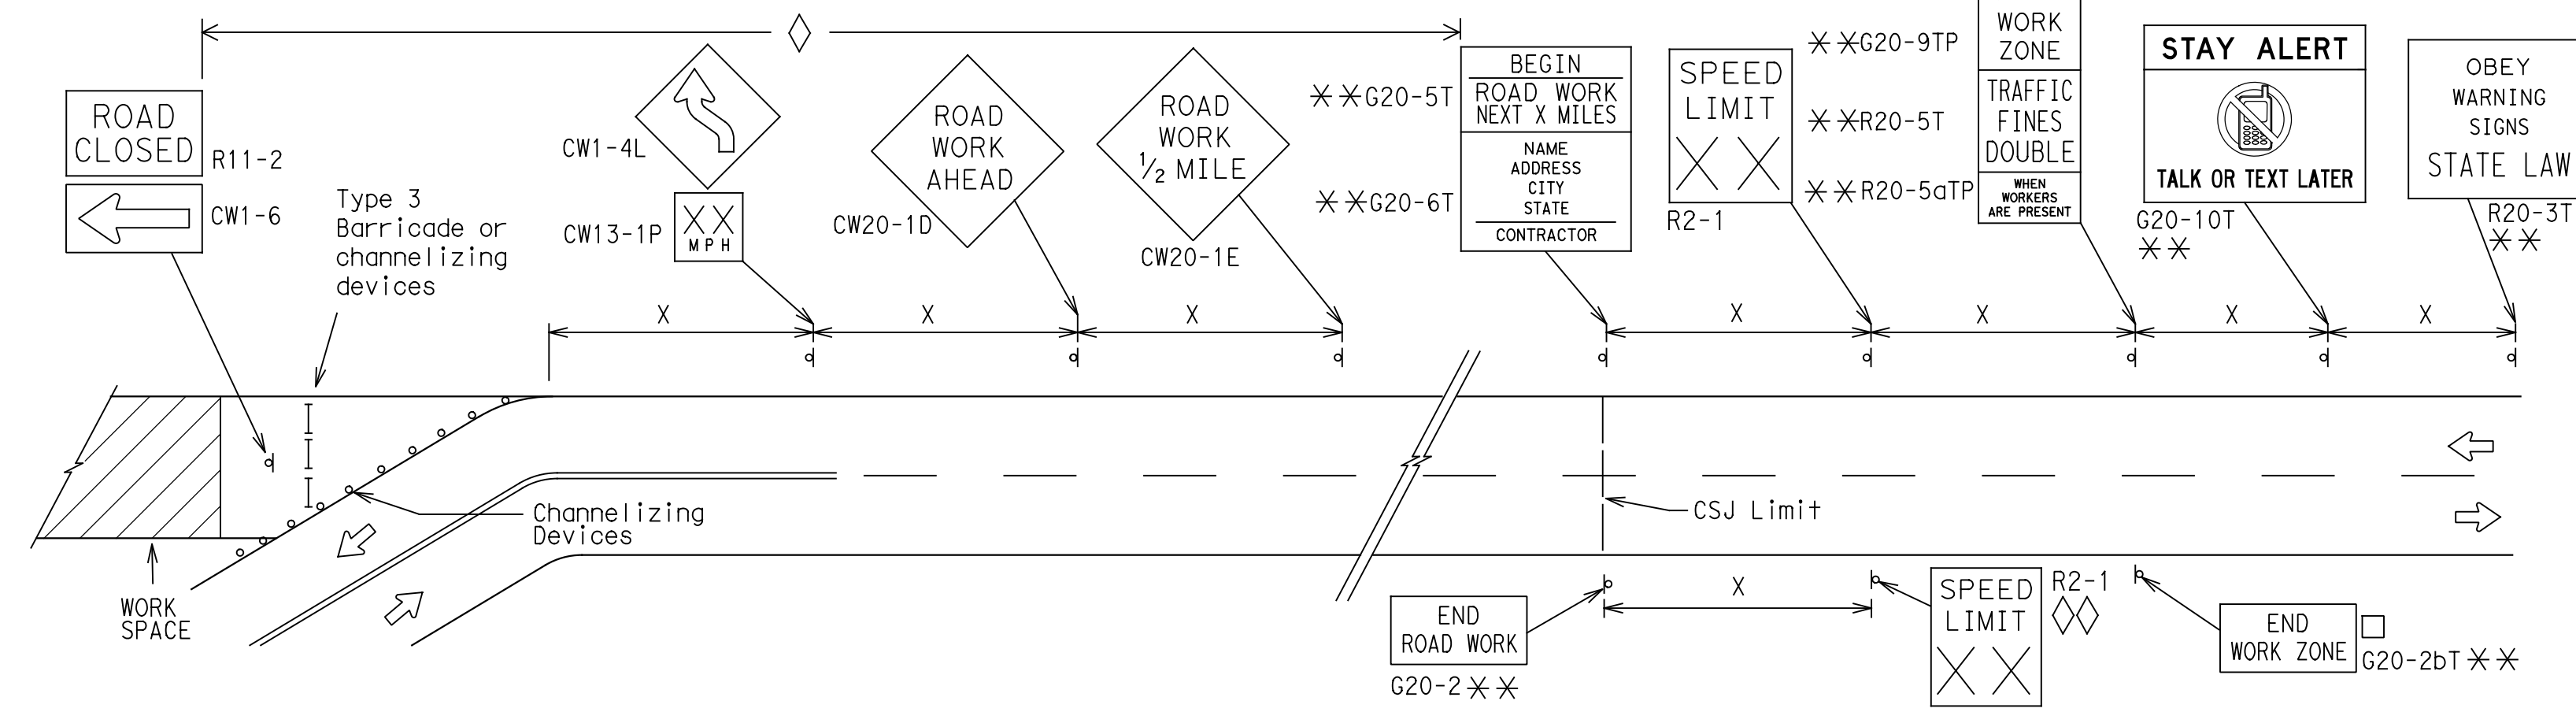 ROAD
CLOSED
R11-2
CW1-6
Type 3
Barricade or
channelizing
devices
CW1-4L
XX
MPH
CW13-1P
ROAD
WORK
AHEAD
CW20-1D
ROAD
WORK
1/2 MILE
CW20-1E
**G20-5T
**G20-6T
BEGIN
ROAD WORK
NEXT X MILES
NAME
ADDRESS
CITY
STATE
CONTRACTOR
SPEED
LIMIT
XX
R2-1
**G20-9TP
**R20-5T
**R20-5aTP
WORK
ZONE
TRAFFIC
FINES
DOUBLE
WHEN
WORKERS
ARE PRESENT
STAY ALERT
TALK OR TEXT LATER
G20-10T
**
OBEY
WARNING
SIGNS
STATE LAW
R20-3T
**
X
X
X
X
X
X
X
Channelizing
Devices
CSJ Limit
WORK
SPACE
END
ROAD WORK
G20-2**
X
SPEED
LIMIT
XX
R2-1
END
WORK ZONE
G20-2bT**